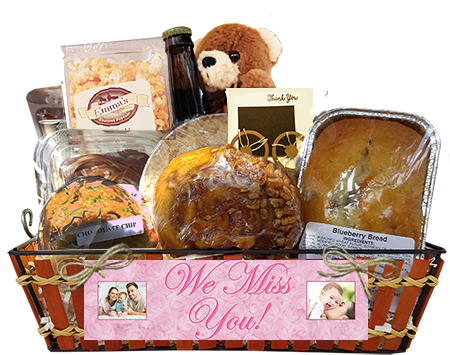 Emma's
Thank You
CHOCOLATE CHIP
Blueberry Bread
INGREDIENTS
We Miss
You!